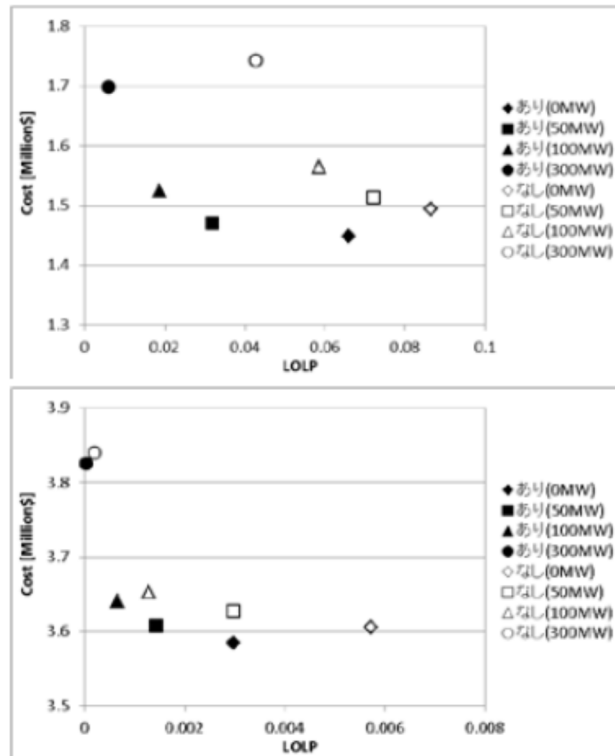 1.8
1.7
1.6
1.5
1.4
1.3
Cost [Million$]
0 0.02 0.04 0.06 0.08 0.1
LOLP
◆あり(0MW)
■あり(50MW)
▲あり(100MW)
●あり(300MW)
◇なし(0MW)
□なし(50MW)
△なし(100MW)
○なし(300MW)
3.9
3.8
3.7
3.6
3.5
Cost [Million$]
0 0.002 0.004 0.006 0.008
LOLP
◆あり(0MW)
■あり(50MW)
▲あり(100MW)
●あり(300MW)
◇なし(0MW)
□なし(50MW)
△なし(100MW)
○なし(300MW)